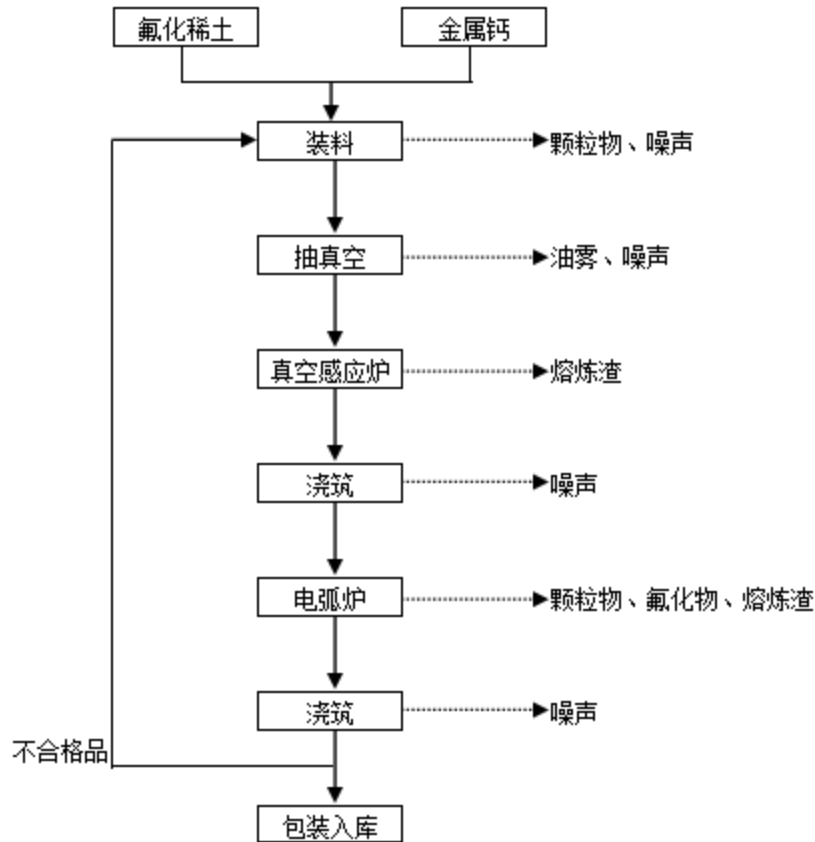 氟化稀土
金属钙
装料
颗粒物、噪声
抽真空
油雾、噪声
真空感应炉
熔炼渣
浇筑
噪声
电弧炉
颗粒物、氟化物、熔炼渣
浇筑
噪声
不合格品
包装入库